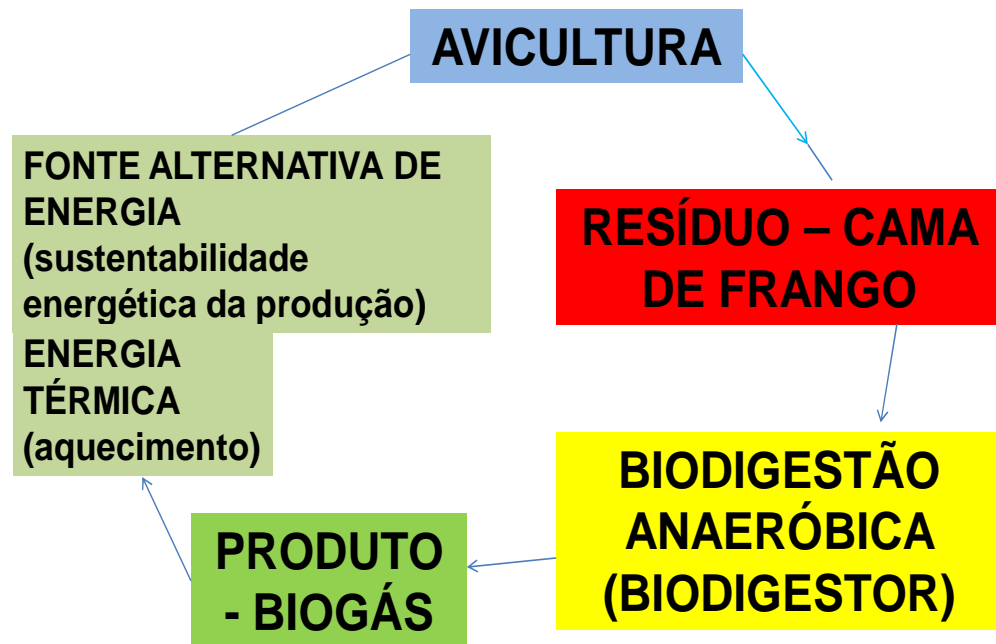 AVICULTURA
FONTE ALTERNATIVA DE
ENERGIA
(sustentabilidade
energética da produção)
ENERGIA
TÉRMICA
(aquecimento)
RESÍDUO – CAMA
DE FRANGO
BIODIGESTÃO
ANAERÓBICA
(BIODIGESTOR)
PRODUTO
- BIOGÁS